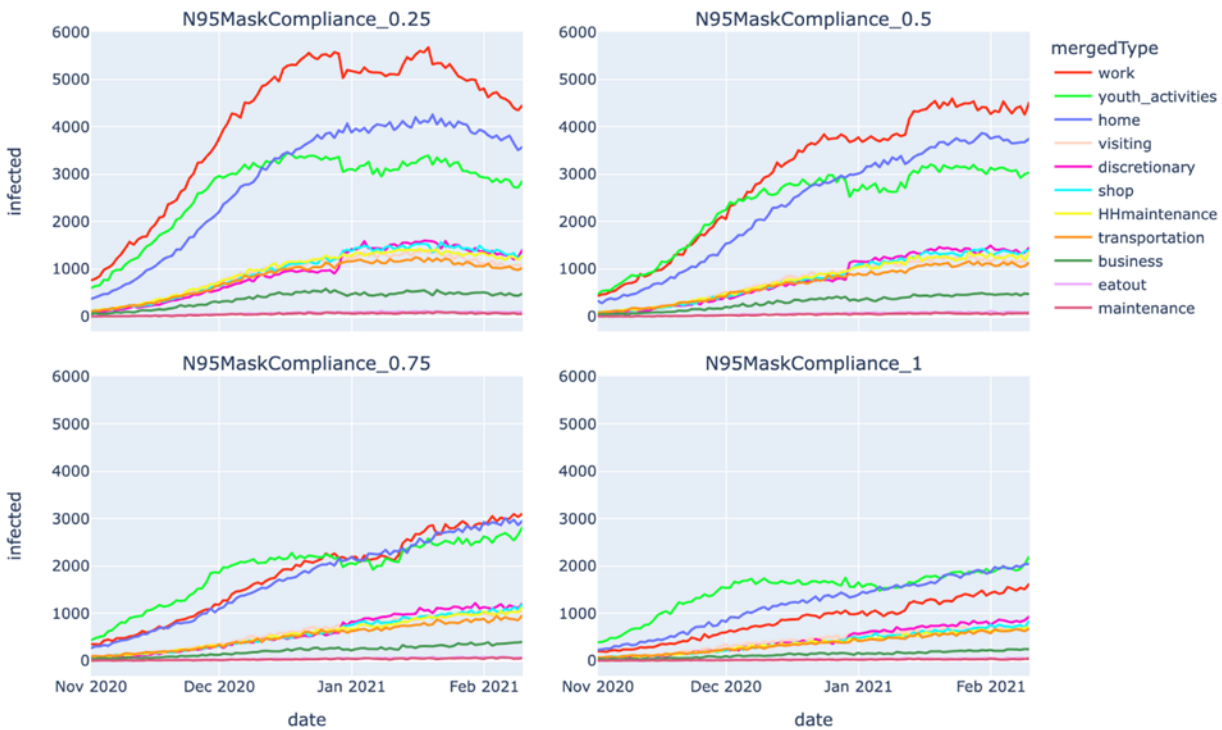 N95MaskCompliance_0.25
N95MaskCompliance_0.5
6000
5000
4000
3000
2000
1000
0
infected
6000
5000
4000
3000
2000
1000
0
mergedType
work
youth_activities
home
visiting
discretionary
shop
HHmaintenance
transportation
business
eatout
maintenance
N95MaskCompliance_0.75
N95MaskCompliance_1
6000
5000
4000
3000
2000
1000
0
infected
Nov 2020 Dec 2020 Jan 2021 Feb 2021
date
6000
5000
4000
3000
2000
1000
0
Nov 2020 Dec 2020 Jan 2021 Feb 2021
date